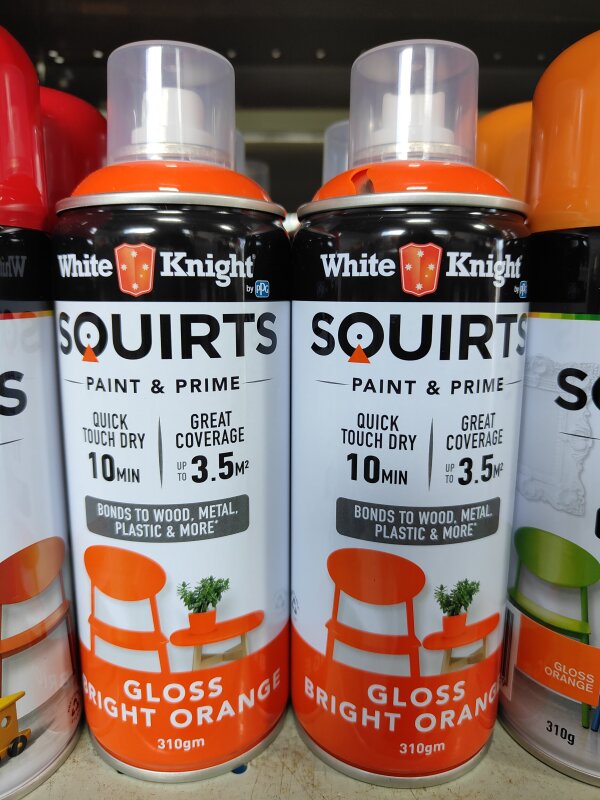 White Knight®
by PPG
SQUIRTS
PAINT & PRIME
QUICK
TOUCH DRY
10MIN
GREAT
COVERAGE
UP
TO 3.5M²
BONDS TO WOOD, METAL,
PLASTIC & MORE*
GLOSS
BRIGHT ORANGE
310gm
White Knight
by PPG
SQUIRTS
PAINT & PRIME
QUICK
TOUCH DRY
10MIN
GREAT
COVERAGE
UP
TO 3.5M²
BONDS TO WOOD, METAL,
PLASTIC & MORE*
GLOSS
BRIGHT ORANGE
310gm
S
GLOSS
ORANGE
310g